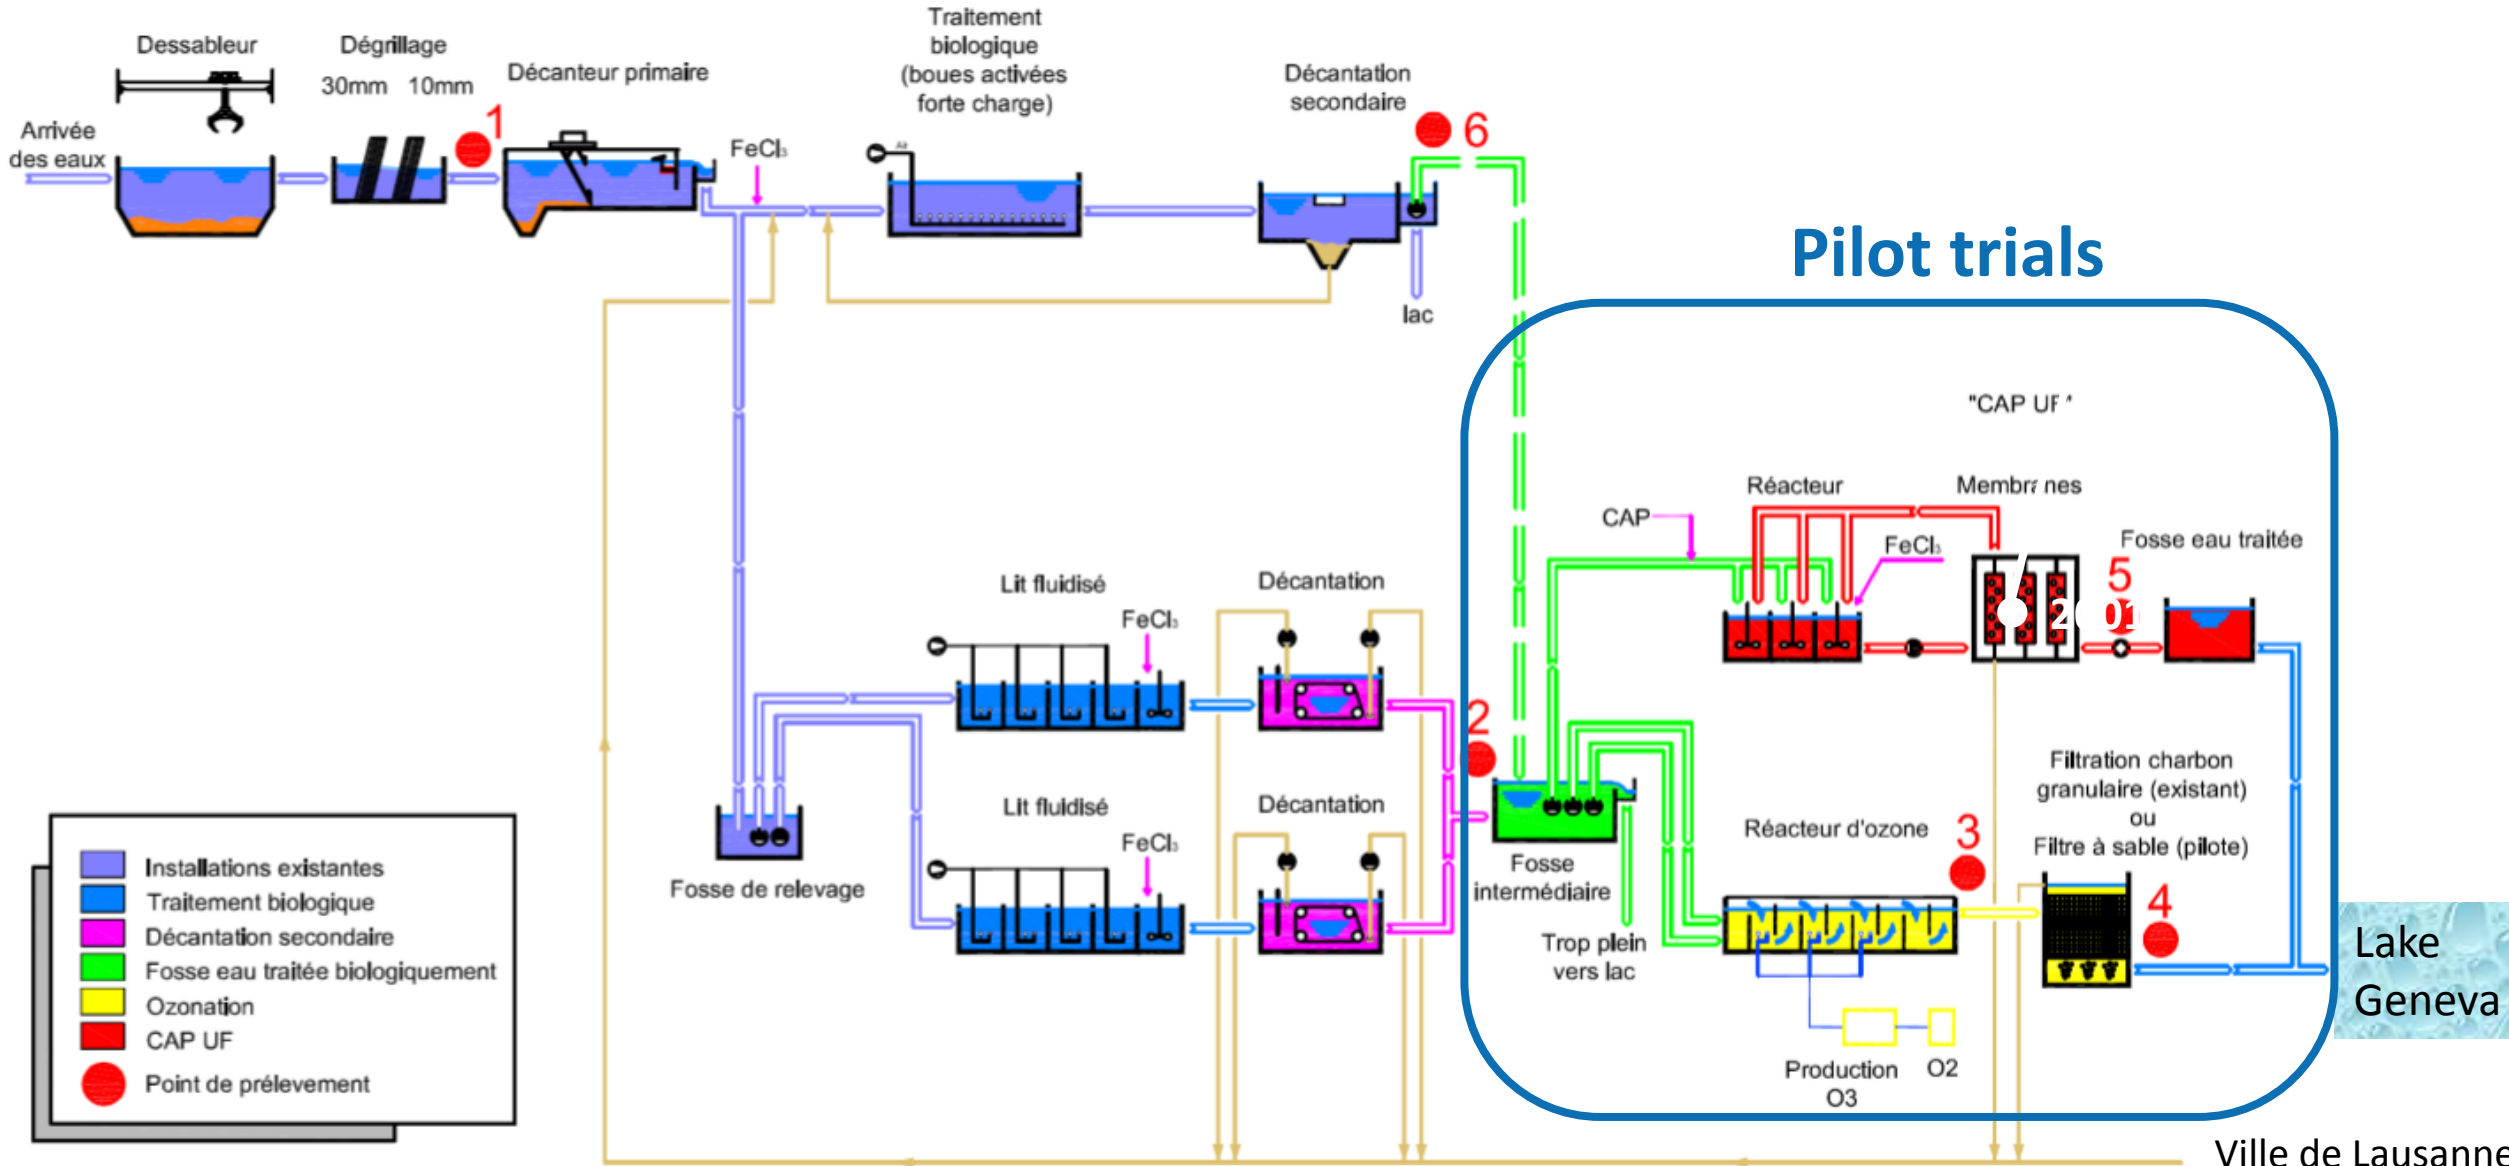 Dessableur
Dégrillage
30mm 10mm
Décanteur primaire
Traitement
biologique
(boues activées
forte charge)
Décantation
secondaire
Arrivée
des eaux
1
FeCl₃
Air
6
lac
Pilot trials
"CAP UF"
Réacteur
Membranes
CAP
FeCl₃
Fosse eau traitée
5
Lit fluidisé
FeCl₃
Décantation
2
Filtration charbon
granulaire (existant)
ou
Filtre à sable (pilote)
Lit fluidisé
FeCl₃
Décantation
Réacteur d'ozone
3
4
Fosse de relevage
Fosse
intermédiaire
Trop plein
vers lac
Production
O3
O2
Lake
Geneva
Installations existantes
Traitement biologique
Décantation secondaire
Fosse eau traitée biologiquement
Ozonation
CAP UF
Point de prélevement
Ville de Lausanne